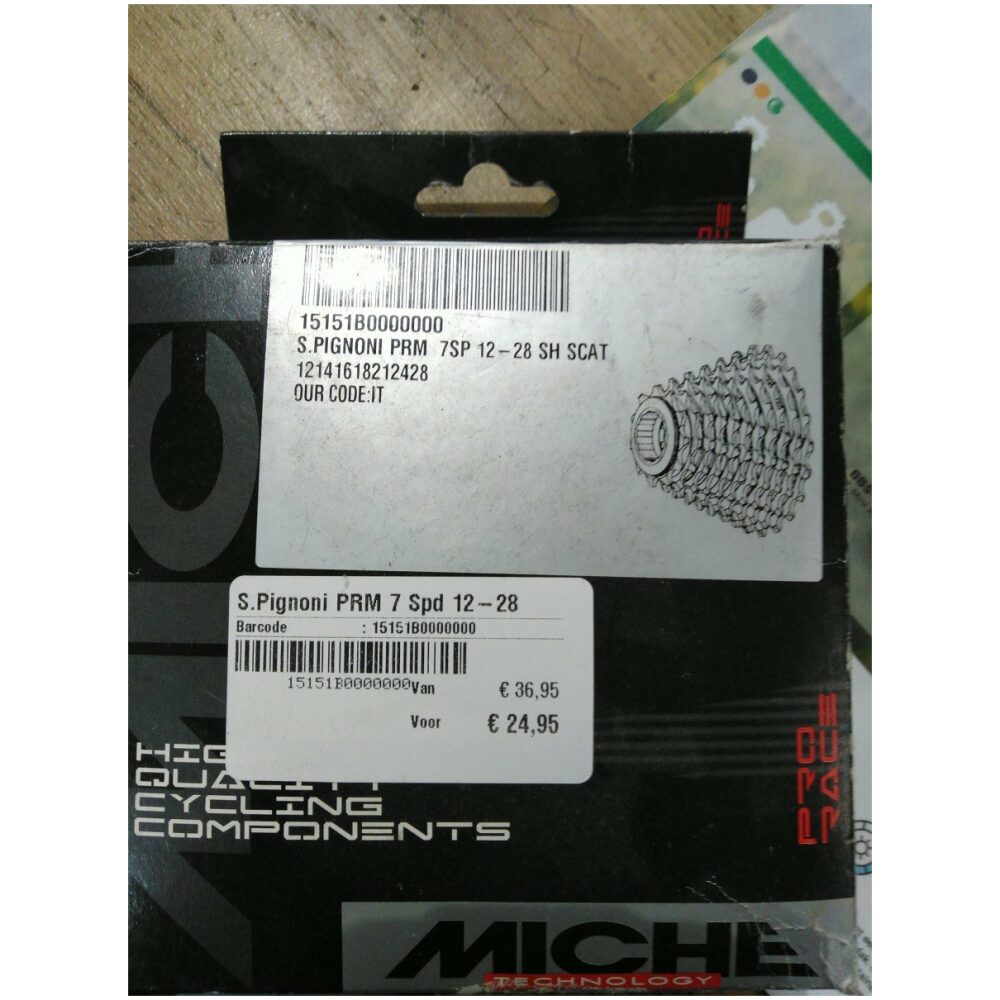 15151B0000000
S.PIGNONI PRM 7SP 12-28 SH SCAT
12141618212428
OUR CODE:IT
S.Pignoni PRM 7 Spd 12-28
Barcode : 15151B0000000
15151B0000000 Van € 36,95
Voor € 24,95
QUALITY
CYCLING
COMPONENTS
PRO
RACE
MICHE
TECHNOLOGY